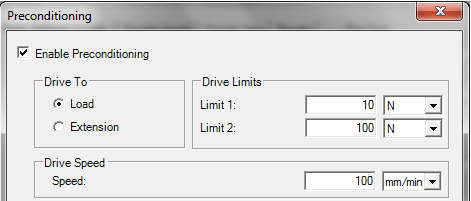 Preconditioning
Enable Preconditioning
Drive To
Load
Extension
Drive Limits
Limit 1: 10 N
Limit 2: 100 N
Drive Speed
Speed: 100 mm/min